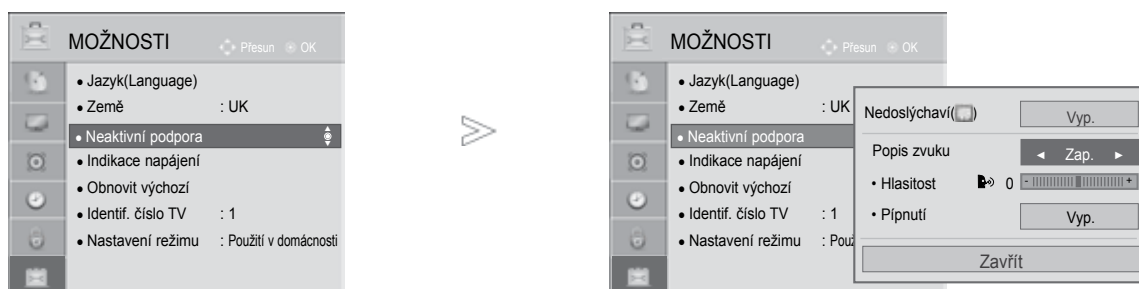 MOŽNOSTI
Přesun OK
• Jazyk(Language)
• Země : UK
• Neaktivní podpora
• Indikace napájení
• Obnovit výchozí
• Identif. číslo TV : 1
• Nastavení režimu : Použití v domácnosti
MOŽNOSTI
Přesun OK
• Jazyk(Language)
• Země : UK
• Neaktivní podpora
• Indikace napájení
• Obnovit výchozí
• Identif. číslo TV : 1
• Nastavení režimu : Použ
Nedoslýchaví( ) Vyp.
Popis zvuku ◄ Zap. ►
• Hlasitost 0 - +
• Pípnutí Vyp.
Zavřít